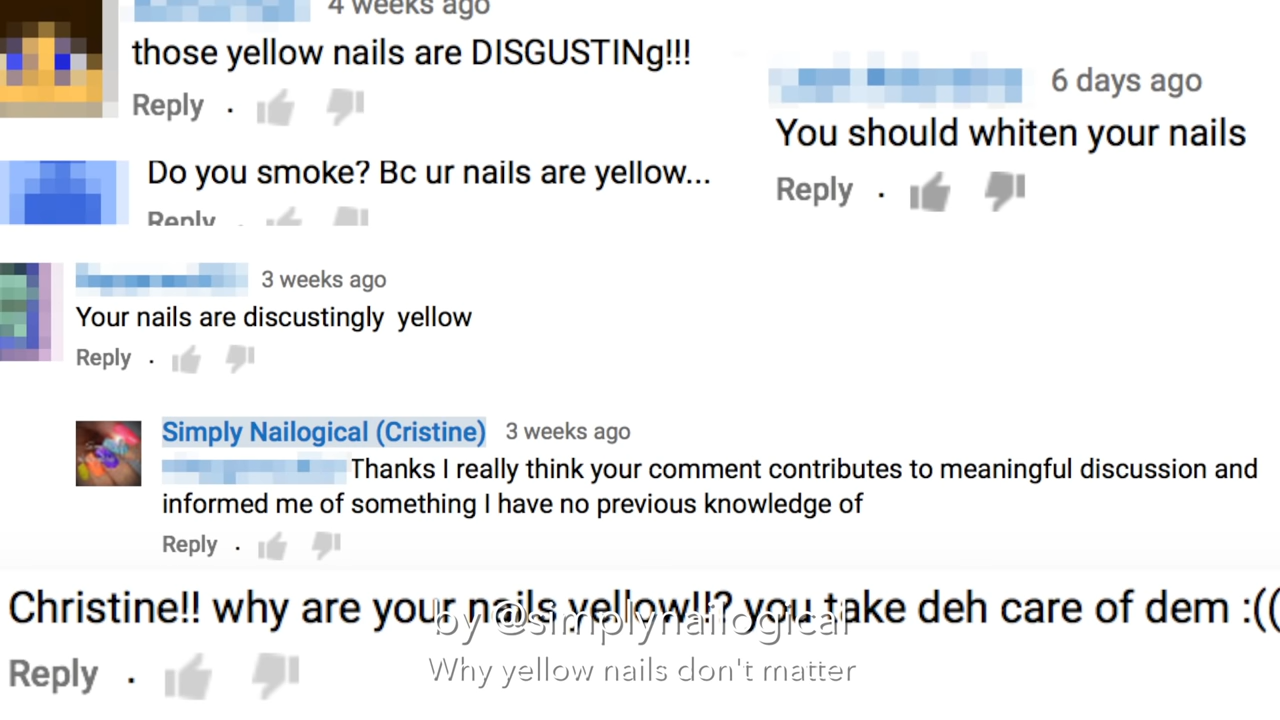 4 weeks ago
those yellow nails are DISGUSTINg!!!
Reply .
6 days ago
You should whiten your nails
Reply .
Do you smoke? Bc ur nails are yellow...
Reply .
3 weeks ago
Your nails are discustingly yellow
Reply .
Simply Nailogical (Cristine) 3 weeks ago
Thanks I really think your comment contributes to meaningful discussion and
informed me of something I have no previous knowledge of
Reply .
Christine!! why are your nails yellow!!? you take deh care of dem :((
by @simplynailogical
Reply .
Why yellow nails don't matter